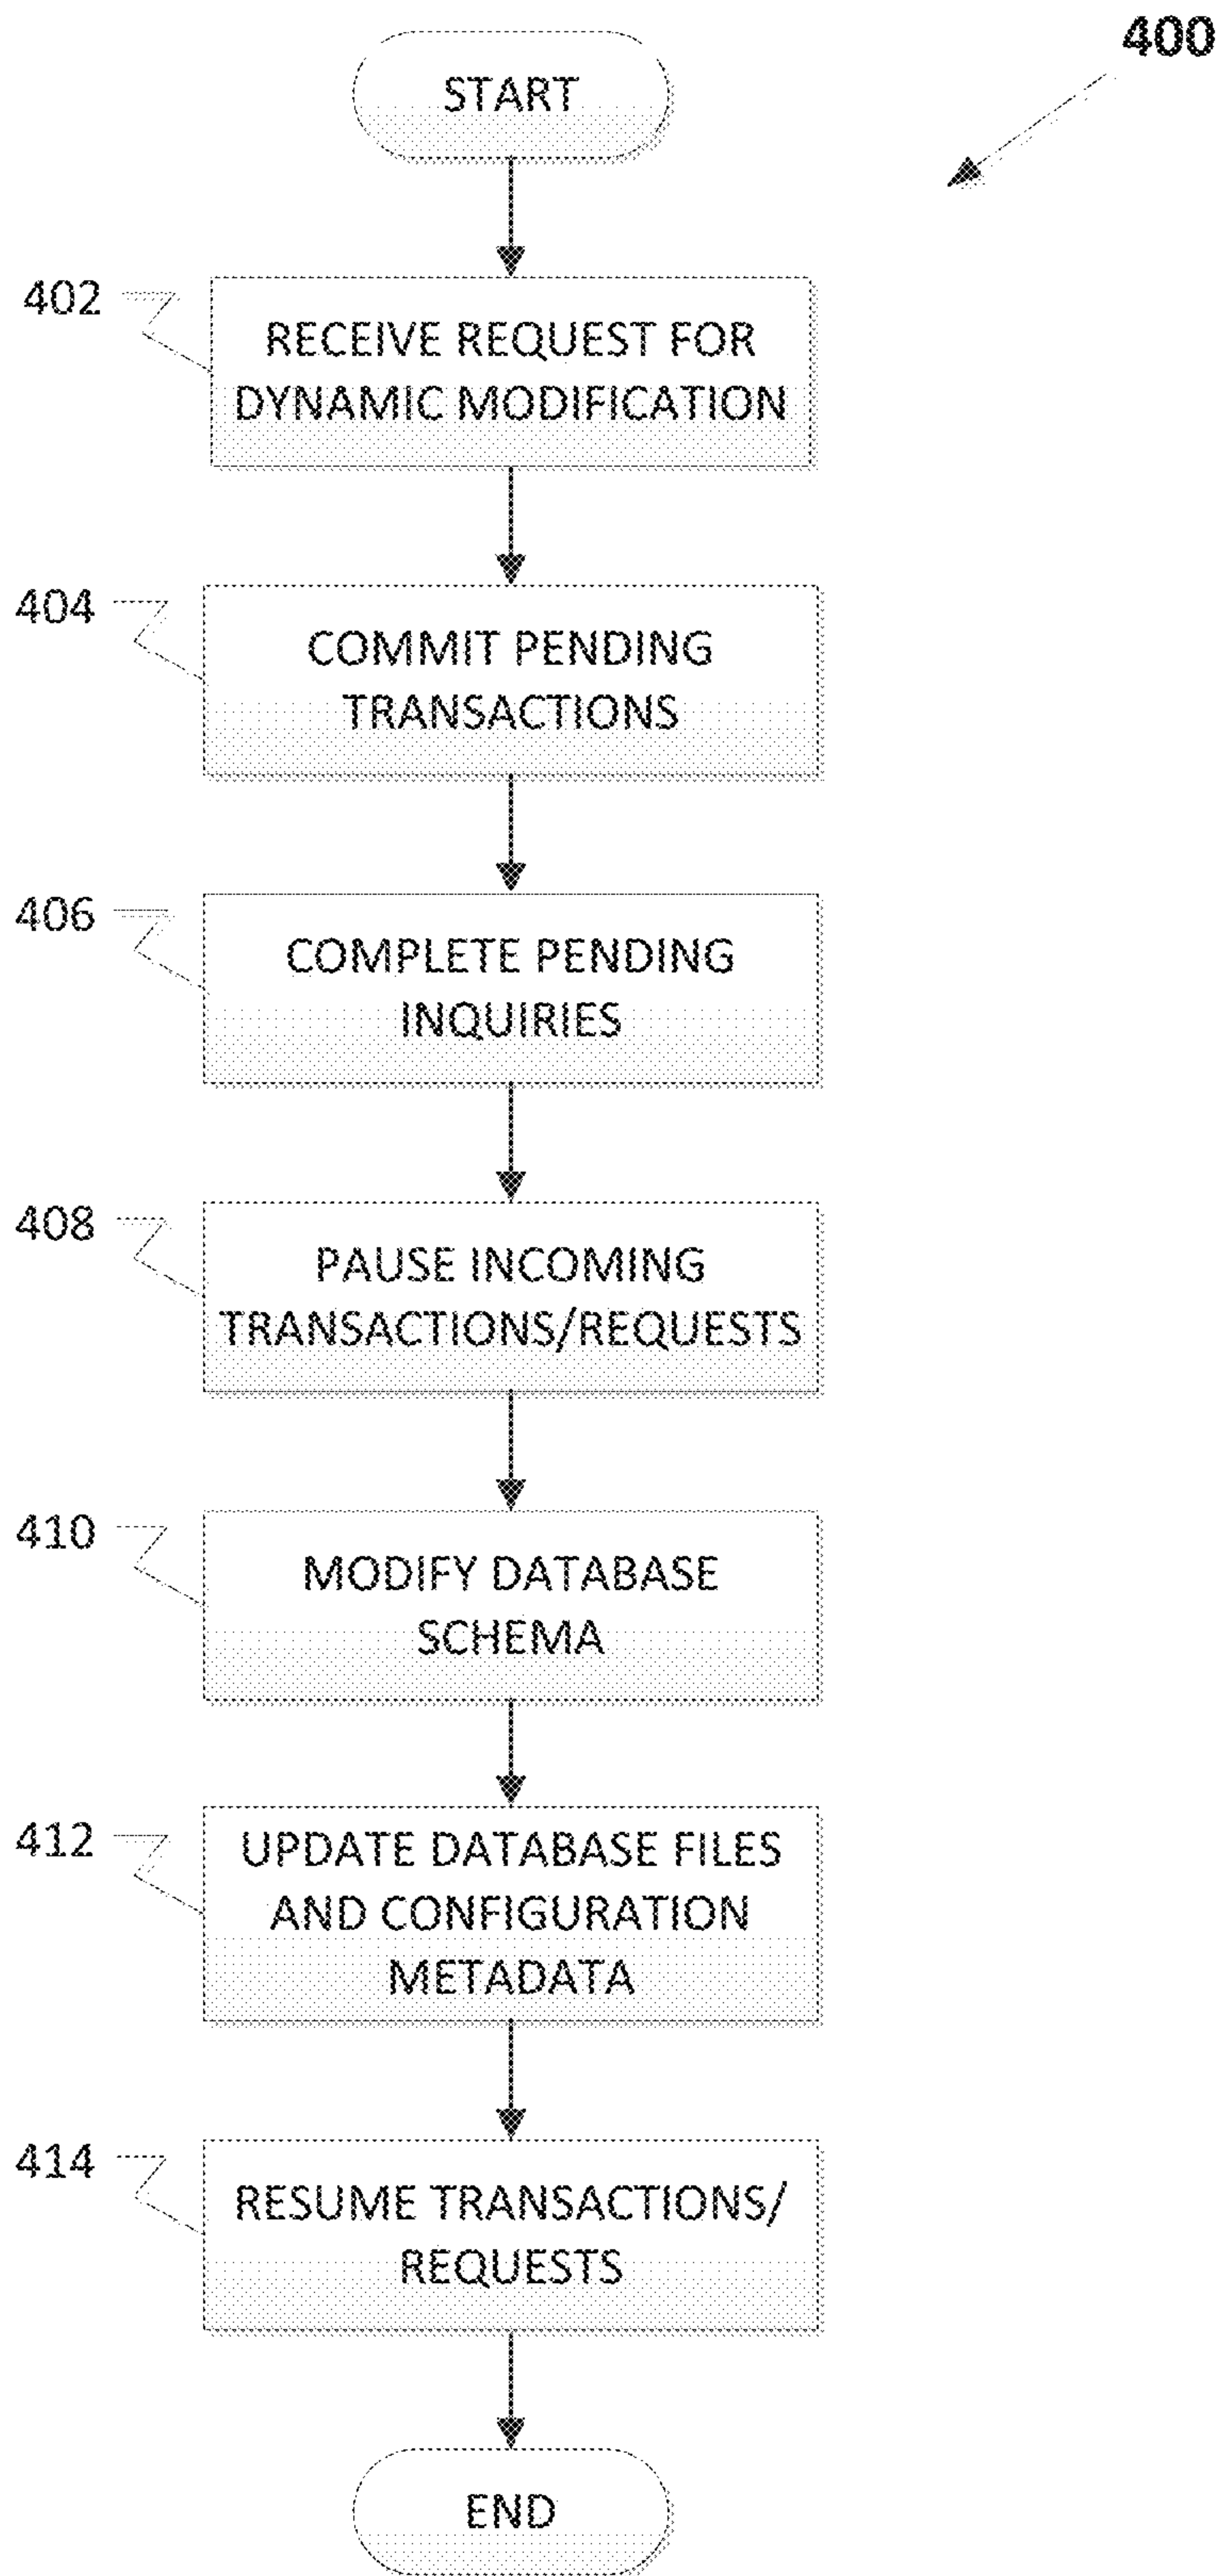 400
START
402
RECEIVE REQUEST FOR
DYNAMIC MODIFICATION
404
COMMIT PENDING
TRANSACTIONS
406
COMPLETE PENDING
INQUIRIES
408
PAUSE INCOMING
TRANSACTIONS/REQUESTS
410
MODIFY DATABASE
SCHEMA
412
UPDATE DATABASE FILES
AND CONFIGURATION
METADATA
414
RESUME TRANSACTIONS/
REQUESTS
END